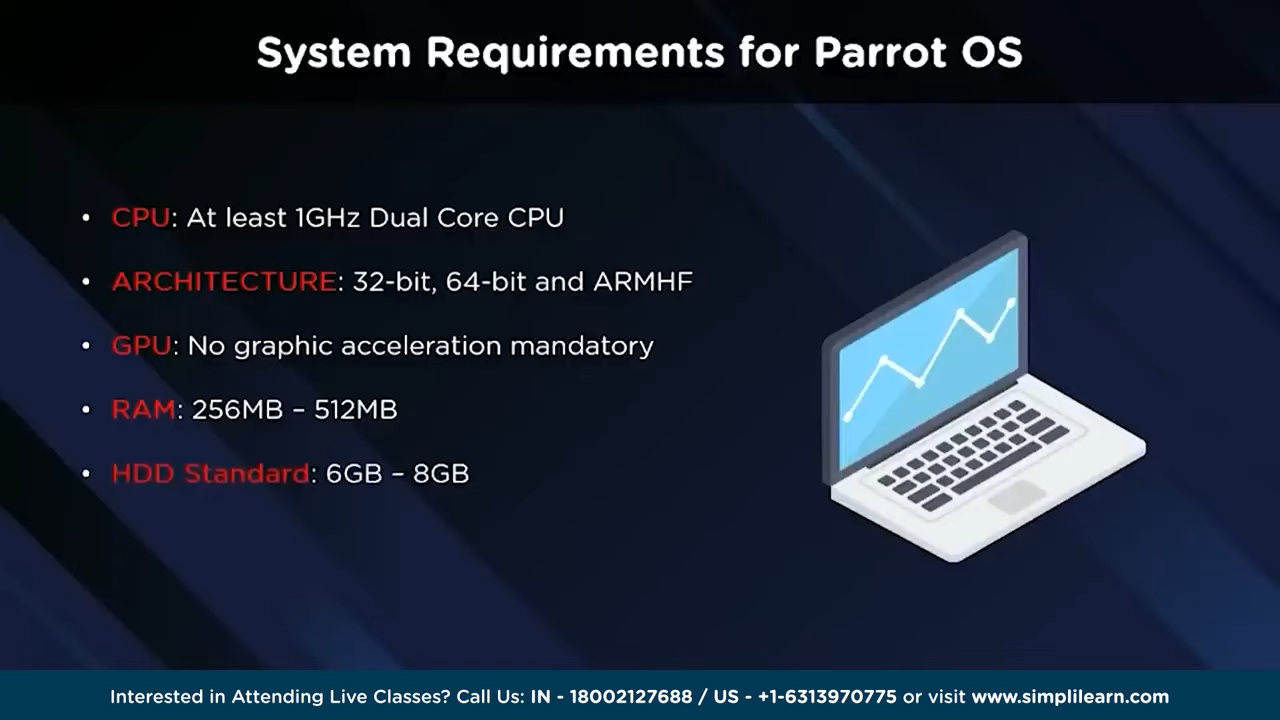 System Requirements for Parrot OS
• CPU: At least 1GHz Dual Core CPU
• ARCHITECTURE: 32-bit, 64-bit and ARMHF
• GPU: No graphic acceleration mandatory
• RAM: 256MB – 512MB
• HDD Standard: 6GB – 8GB
Interested in Attending Live Classes? Call Us: IN - 18002127688 / US - +1-6313970775 or visit www.simplilearn.com